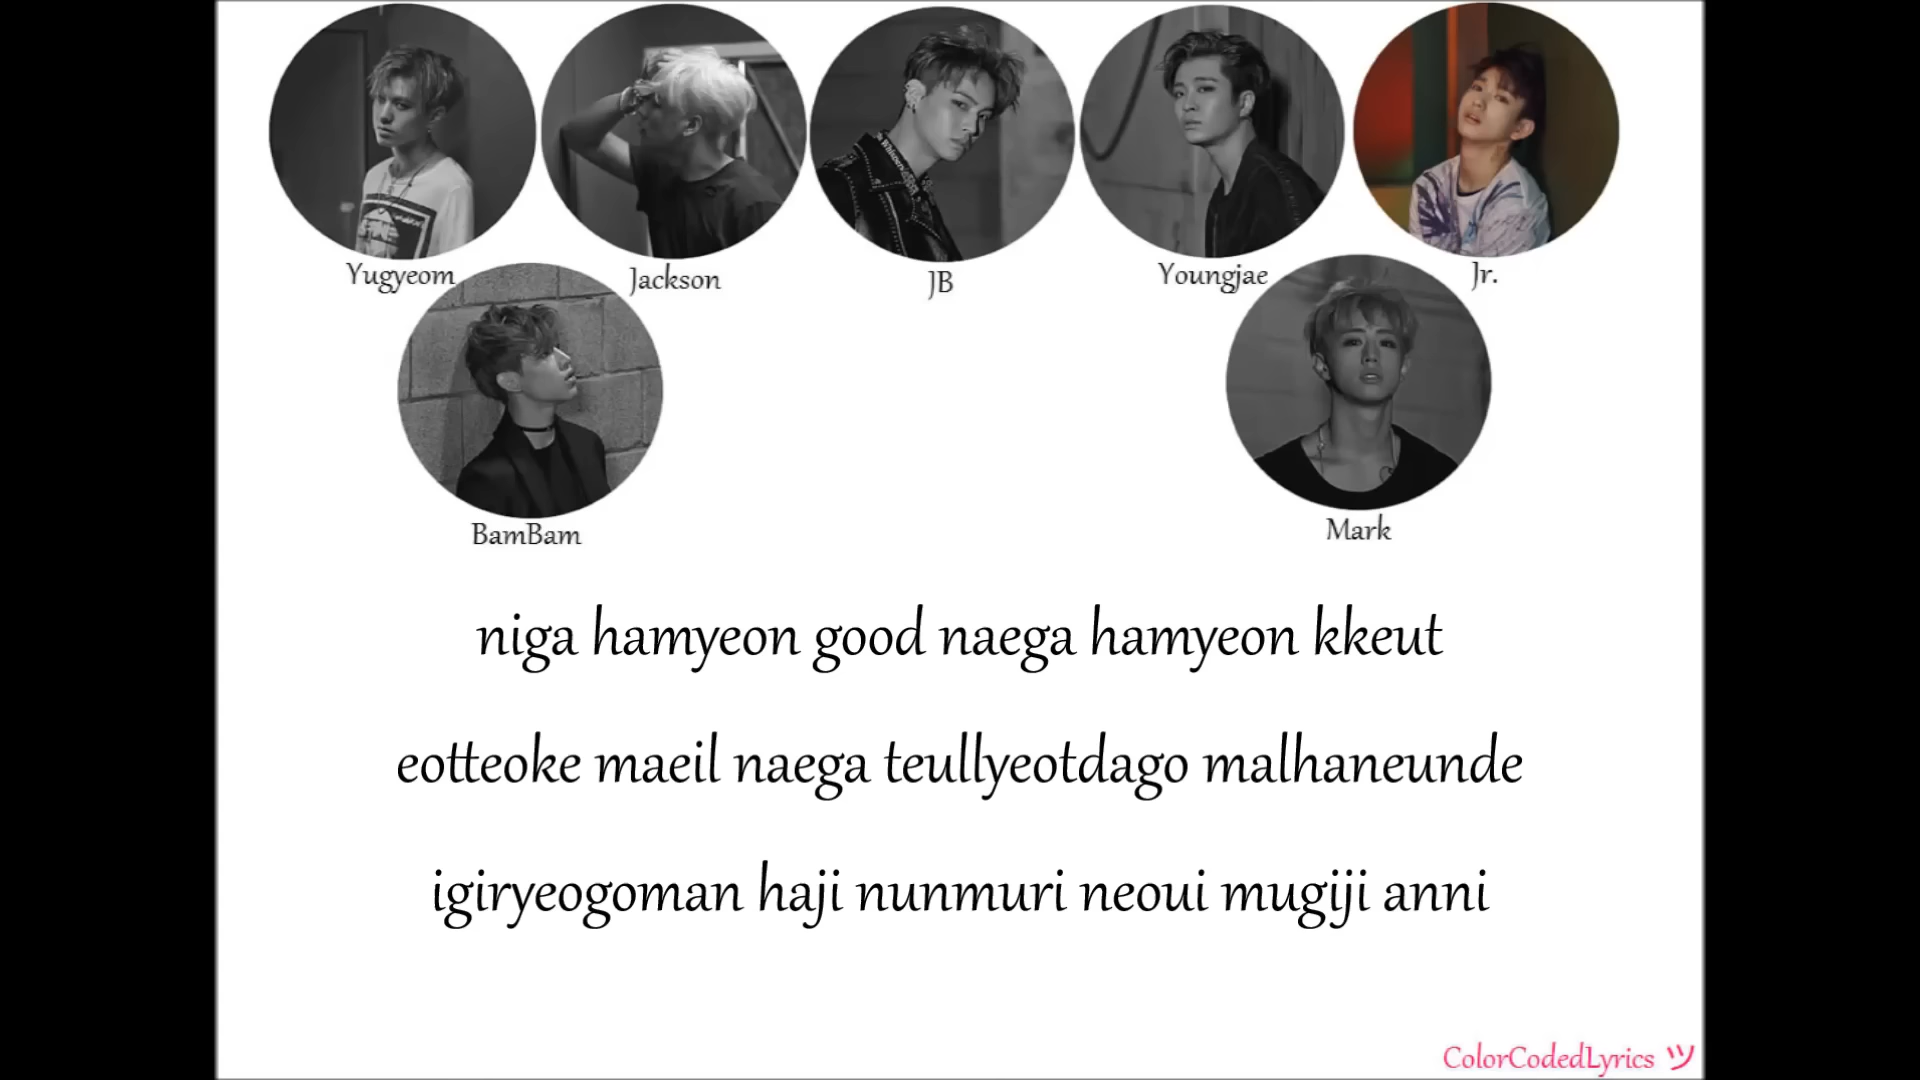 Yugyeom
Jackson
JB
Youngjae
Jr.
BamBam
Mark
niga hamyeon good naega hamyeon kkeut
eotteoke maeil naega teullyeotdago malhaneunde
igiryeogoman haji nunmuri neoui mugiji anni
ColorCodedLyrics ツ